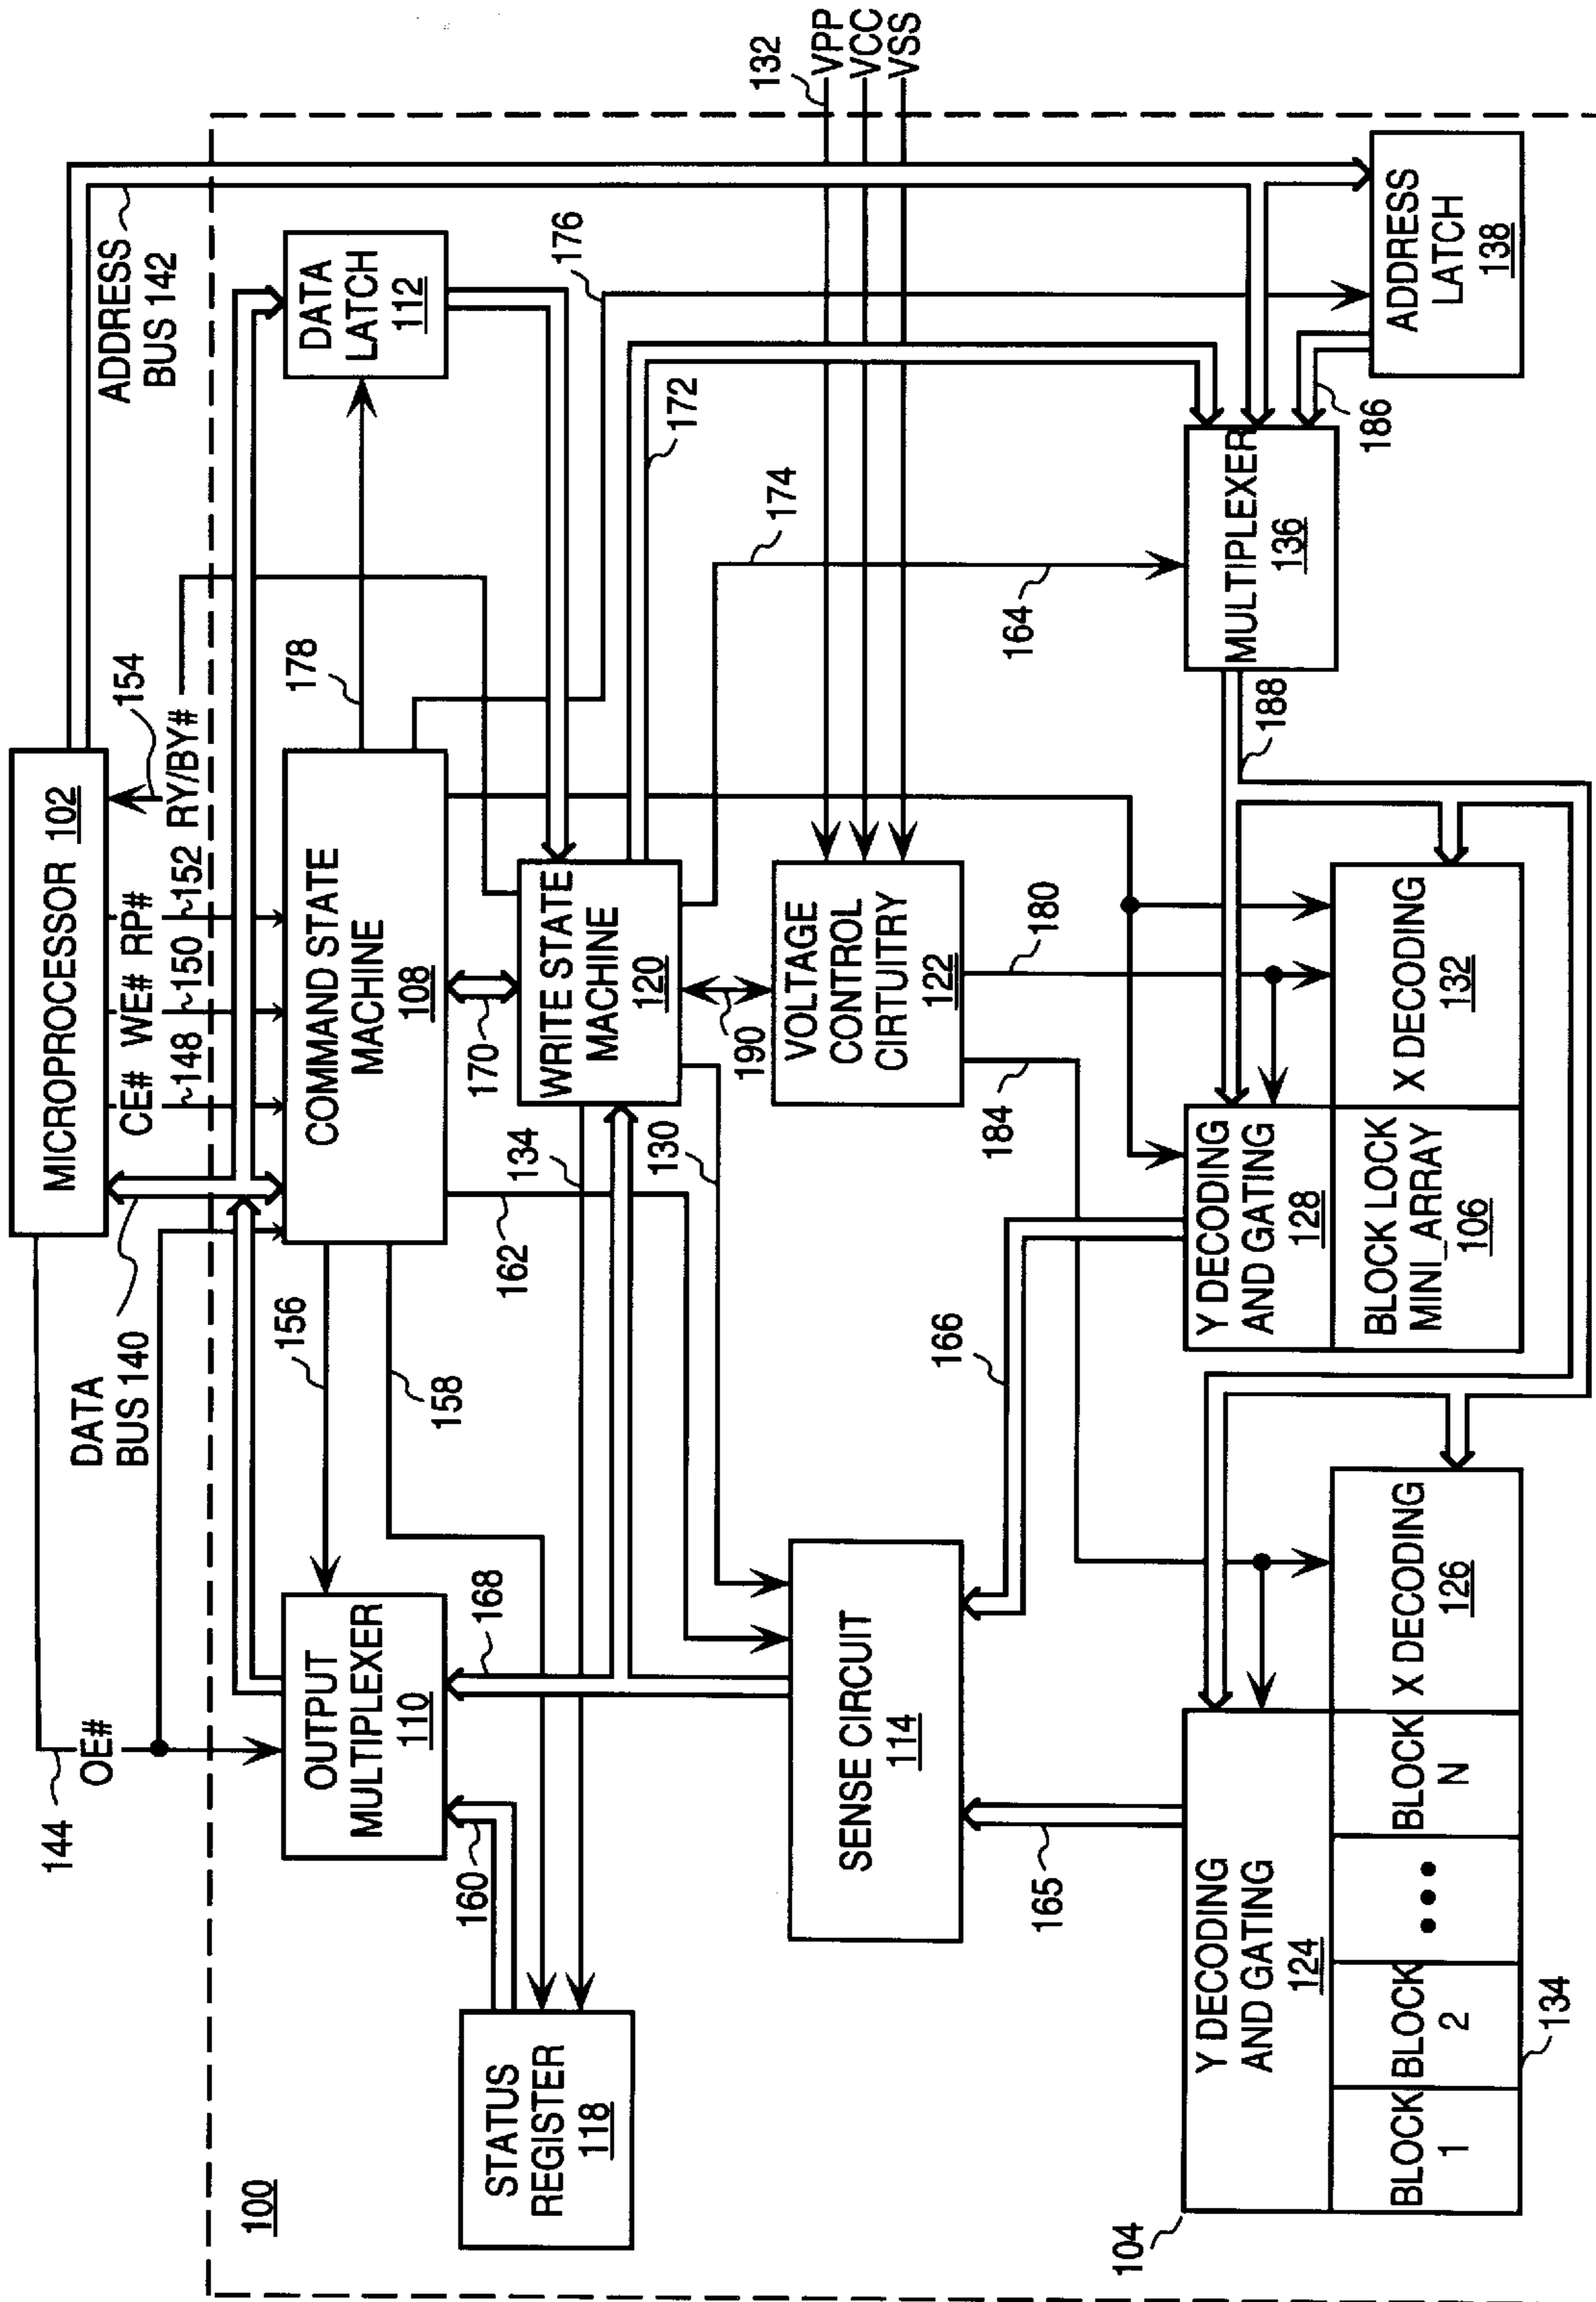 MICROPROCESSOR 102
144
OE#
DATA
BUS 140
CE# WE# RP#
148
150
152
RY/BY#
154
ADDRESS
BUS 142
100
OUTPUT
MULTIPLEXER
110
156
158
COMMAND STATE
MACHINE
108
178
DATA
LATCH
112
176
STATUS
REGISTER
118
160
168
162
134
130
170
WRITE STATE
MACHINE
120
172
174
190
132
VPP
VCC
VSS
SENSE CIRCUIT
114
VOLTAGE
CONTROL
CIRTUITRY
122
180
184
164
166
165
MULTIPLEXER
136
186
188
ADDRESS
LATCH
138
104
Y DECODING
AND GATING
124
BLOCK
1
BLOCK
2
BLOCK
N
X DECODING
126
134
Y DECODING
AND GATING
128
BLOCK LOCK
MINI_ARRAY
106
X DECODING
132